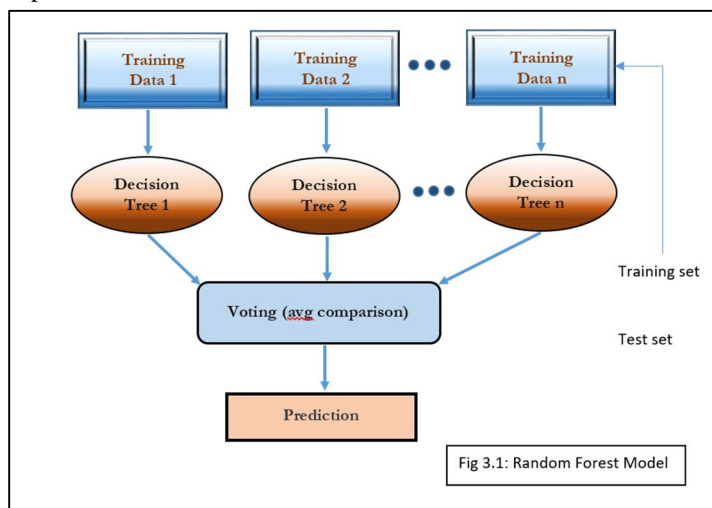 Training
Data 1
Training
Data 2
Training
Data n
Decision
Tree 1
Decision
Tree 2
Decision
Tree n
Training set
Voting (avg comparison)
Test set
Prediction
Fig 3.1: Random Forest Model